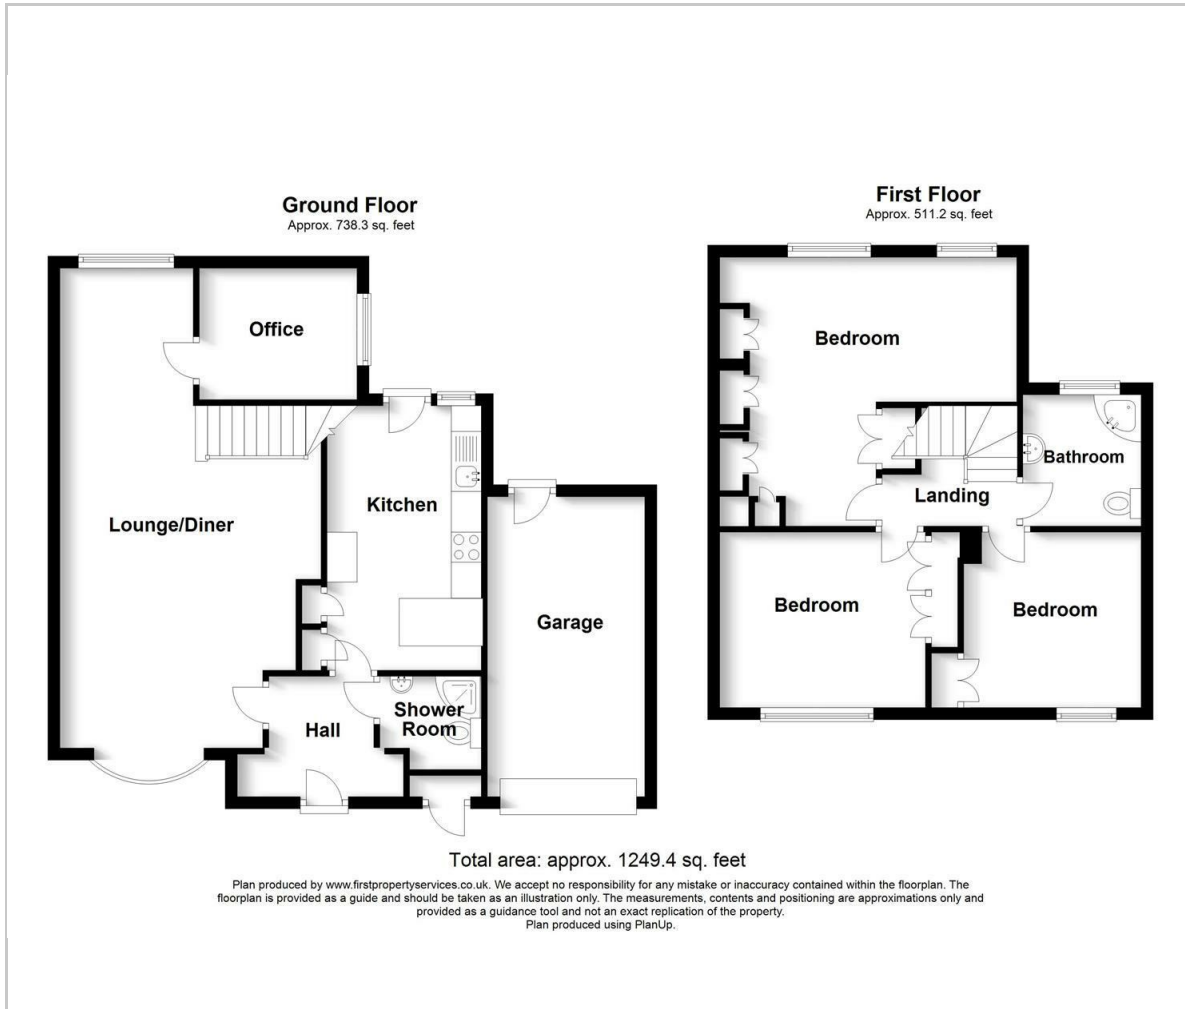 Ground Floor
Approx. 738.3 sq. feet
Office
Lounge/Diner
Kitchen
Garage
Shower
Room
Hall
First Floor
Approx. 511.2 sq. feet
Bedroom
Bathroom
Landing
Bedroom
Bedroom
Total area: approx. 1249.4 sq. feet
Plan produced by www.firstpropertyservices.co.uk. We accept no responsibility for any mistake or inaccuracy contained within the floorplan. The
floorplan is provided as a guide and should be taken as an illustration only. The measurements, contents and positioning are approximations only and
provided as a guidance tool and not an exact replication of the property.
Plan produced using PlanUp.